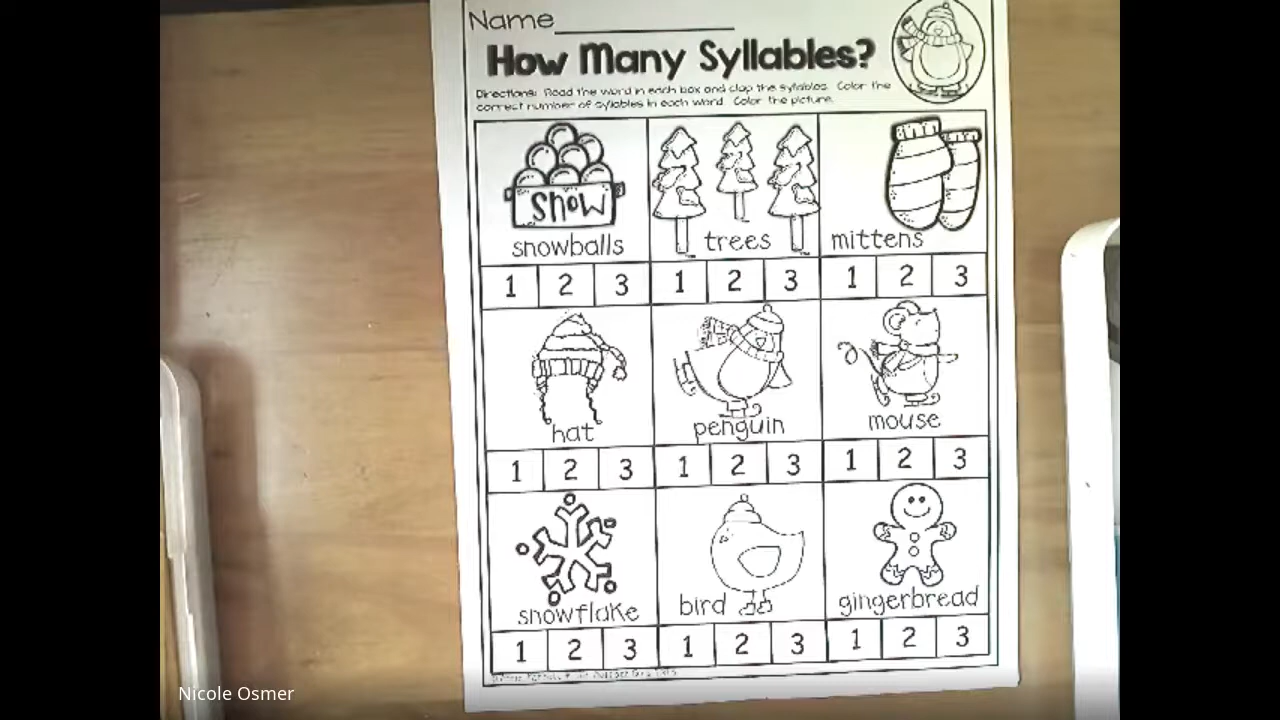 Name
How Many Syllables?
Directions: Read the word in each box and clap the syllables. Color the
correct number of syllables in each word. Color the picture.
Snow
snowballs trees mittens
1 2 3 1 2 3 1 2 3
hat penguin mouse
1 2 3 1 2 3 1 2 3
snowflake bird gingerbread
1 2 3 1 2 3 1 2 3
Nicole Osmer